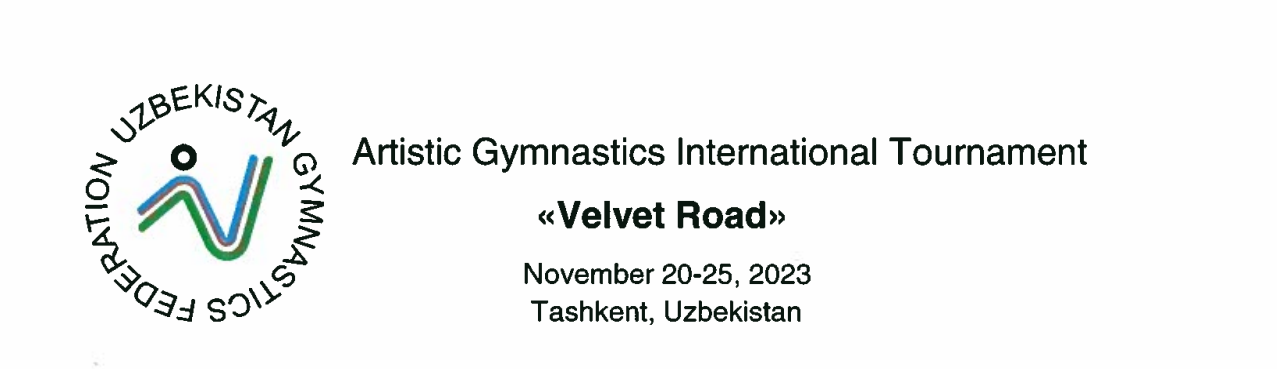 UZBEKISTAN GYMNASTICS FEDERATION
Artistic Gymnastics International Tournament
«Velvet Road»
November 20-25, 2023
Tashkent, Uzbekistan